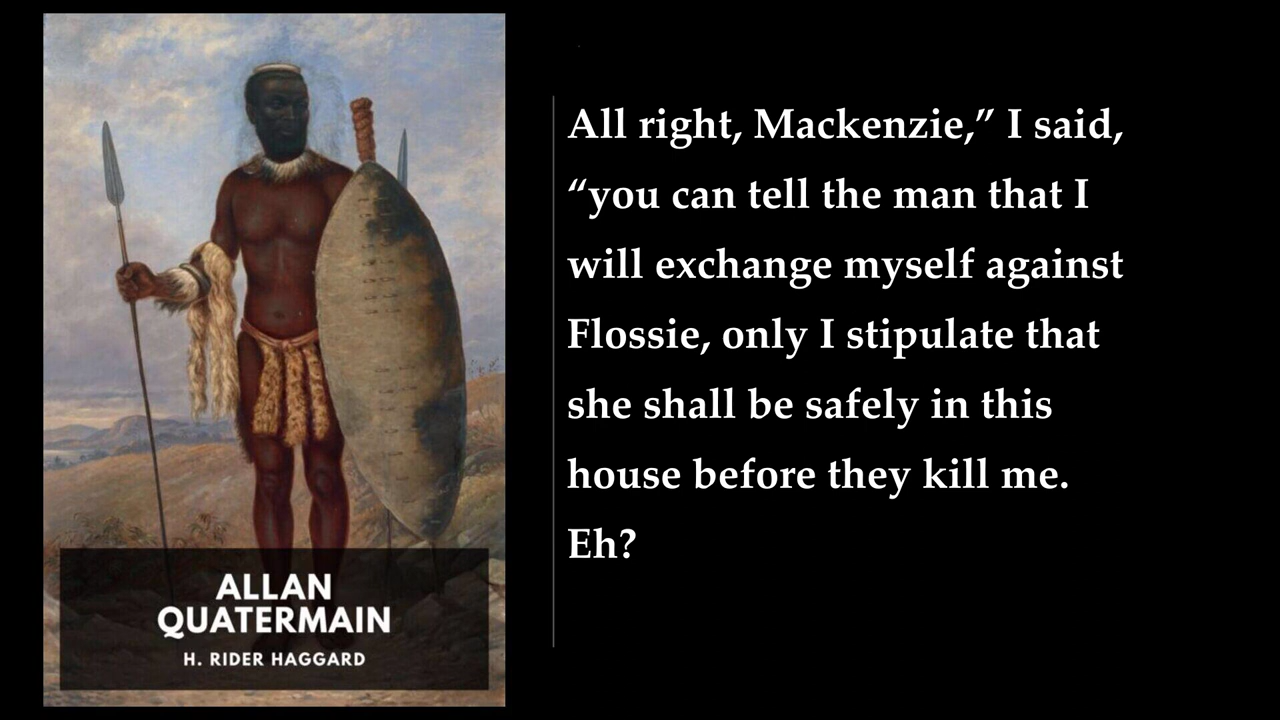 ALLAN
QUATERMAIN
H. RIDER HAGGARD
All right, Mackenzie,” I said,
“you can tell the man that I
will exchange myself against
Flossie, only I stipulate that
she shall be safely in this
house before they kill me.
Eh?